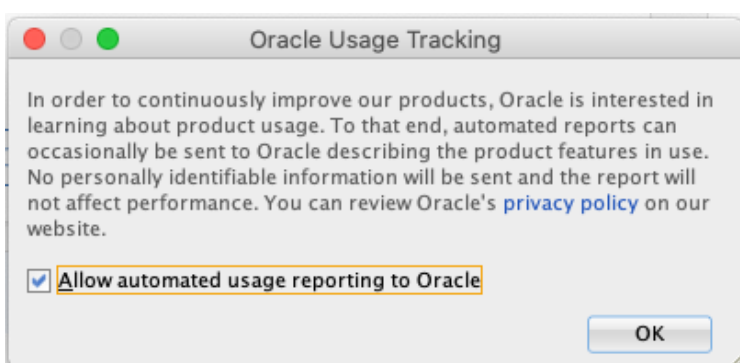 Oracle Usage Tracking
In order to continuously improve our products, Oracle is interested in
learning about product usage. To that end, automated reports can
occasionally be sent to Oracle describing the product features in use.
No personally identifiable information will be sent and the report will
not affect performance. You can review Oracle's privacy policy on our
website.
Allow automated usage reporting to Oracle
OK